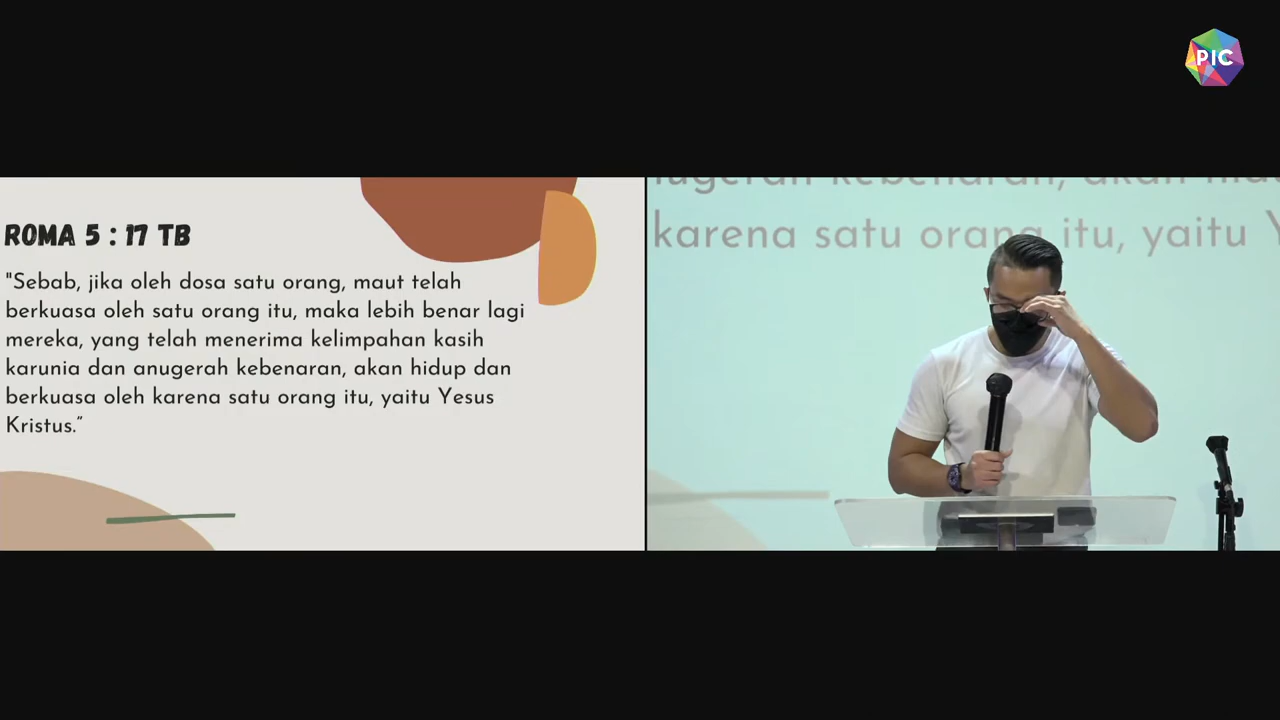 PIC
ROMA 5 : 17 TB
"Sebab, jika oleh dosa satu orang, maut telah
berkuasa oleh satu orang itu, maka lebih benar lagi
mereka, yang telah menerima kelimpahan kasih
karunia dan anugerah kebenaran, akan hidup dan
berkuasa oleh karena satu orang itu, yaitu Yesus
Kristus."
kebenaran, akan
karena satu orang itu, yaitu